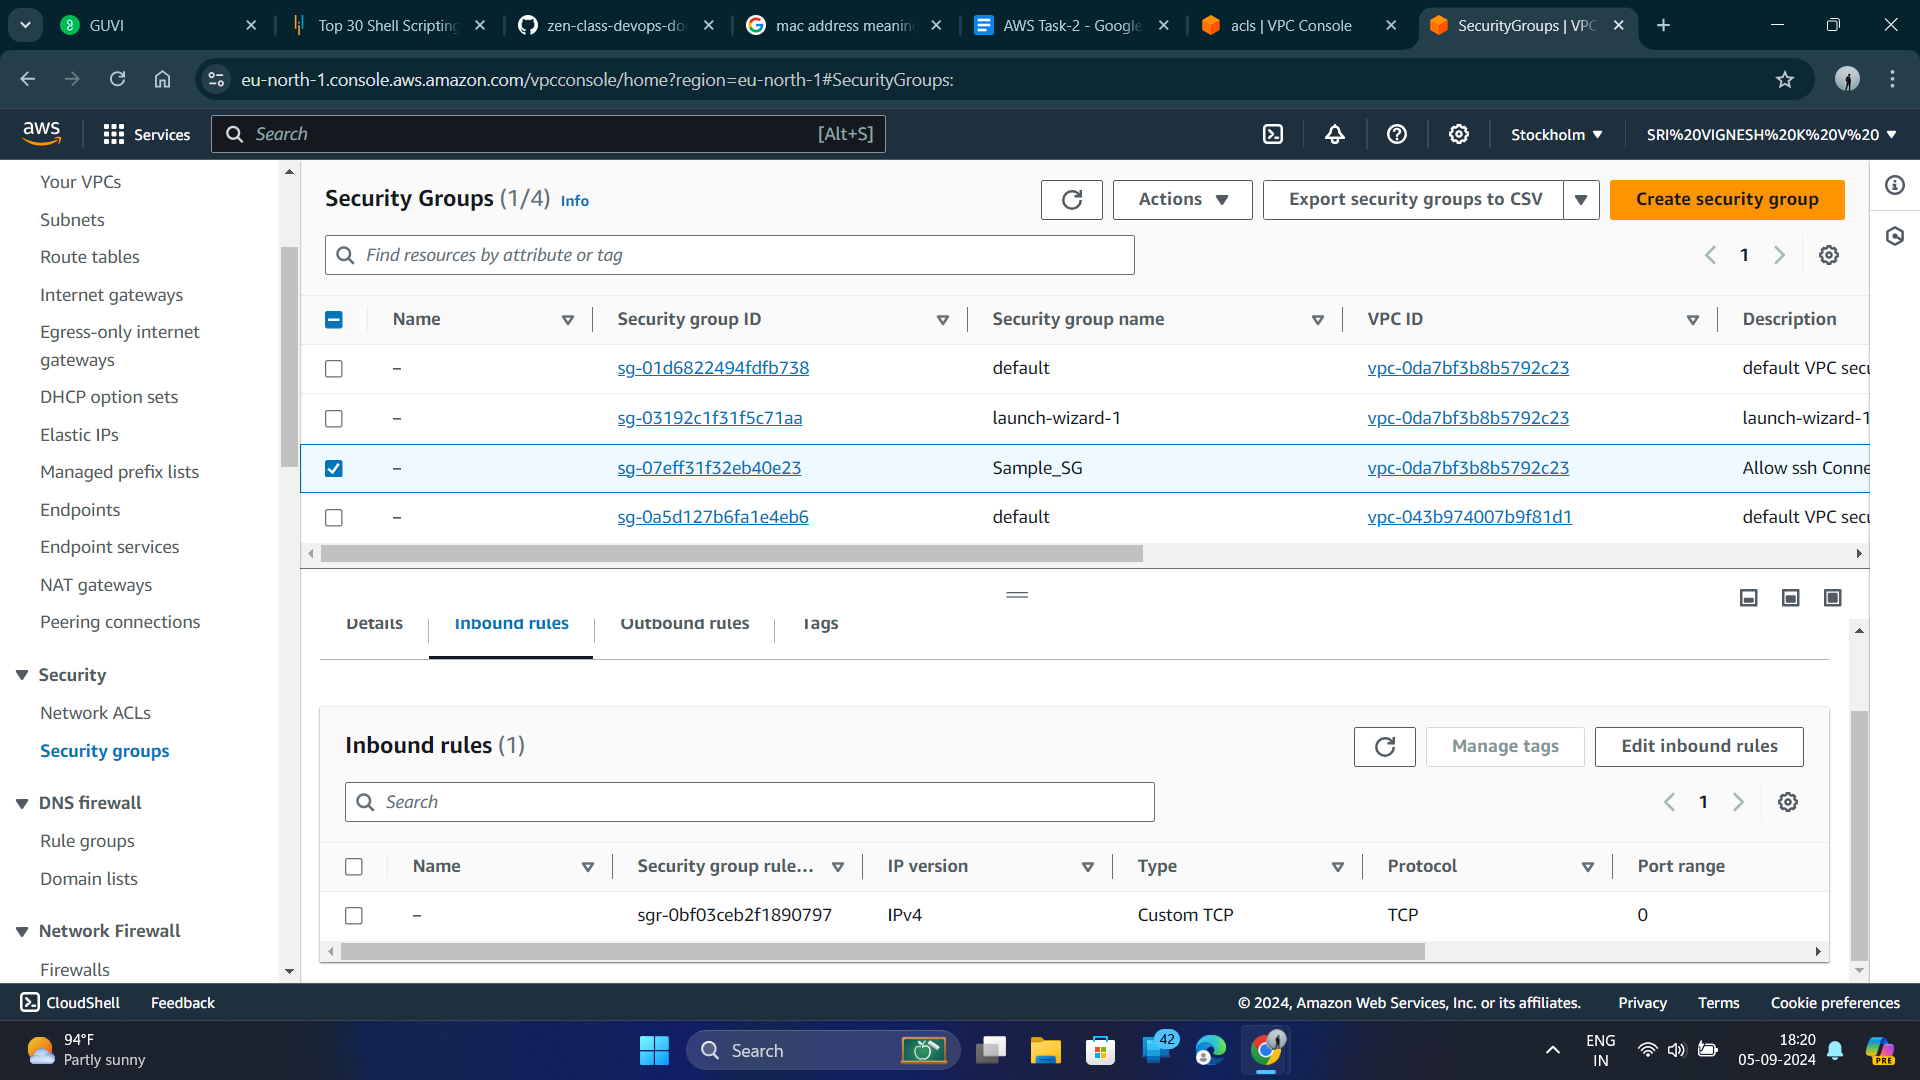 GUVI
Top 30 Shell Scripting
zen-class-devops-do
mac address meanin
AWS Task-2 - Google
acls | VPC Console
SecurityGroups | VPC
eu-north-1.console.aws.amazon.com/vpcconsole/home?region=eu-north-1#SecurityGroups:
aws
Services
Search
[Alt+S]
Stockholm
SRI%20VIGNESH%20K%20V%20
Your VPCs
Subnets
Route tables
Internet gateways
Egress-only internet
gateways
DHCP option sets
Elastic IPs
Managed prefix lists
Endpoints
Endpoint services
NAT gateways
Peering connections
Security
Network ACLs
Security groups
DNS firewall
Rule groups
Domain lists
Network Firewall
Firewalls
Security Groups (1/4) Info
Actions
Export security groups to CSV
Create security group
Find resources by attribute or tag
1
Name Security group ID Security group name VPC ID Description
– sg-01d6822494fdfb738 default vpc-0da7bf3b8b5792c23 default VPC secu
– sg-03192c1f31f5c71aa launch-wizard-1 vpc-0da7bf3b8b5792c23 launch-wizard-1
– sg-07eff31f32eb40e23 Sample_SG vpc-0da7bf3b8b5792c23 Allow ssh Conne
– sg-0a5d127b6fa1e4eb6 default vpc-043b974007b9f81d1 default VPC secu
Details Inbound rules Outbound rules Tags
Inbound rules (1)
Manage tags
Edit inbound rules
Search
1
Name Security group rule... IP version Type Protocol Port range
– sgr-0bf03ceb2f1890797 IPv4 Custom TCP TCP 0
CloudShell Feedback
© 2024, Amazon Web Services, Inc. or its affiliates. Privacy Terms Cookie preferences
94°F
Partly sunny
Search
42
ENG
IN
18:20
05-09-2024
PRE